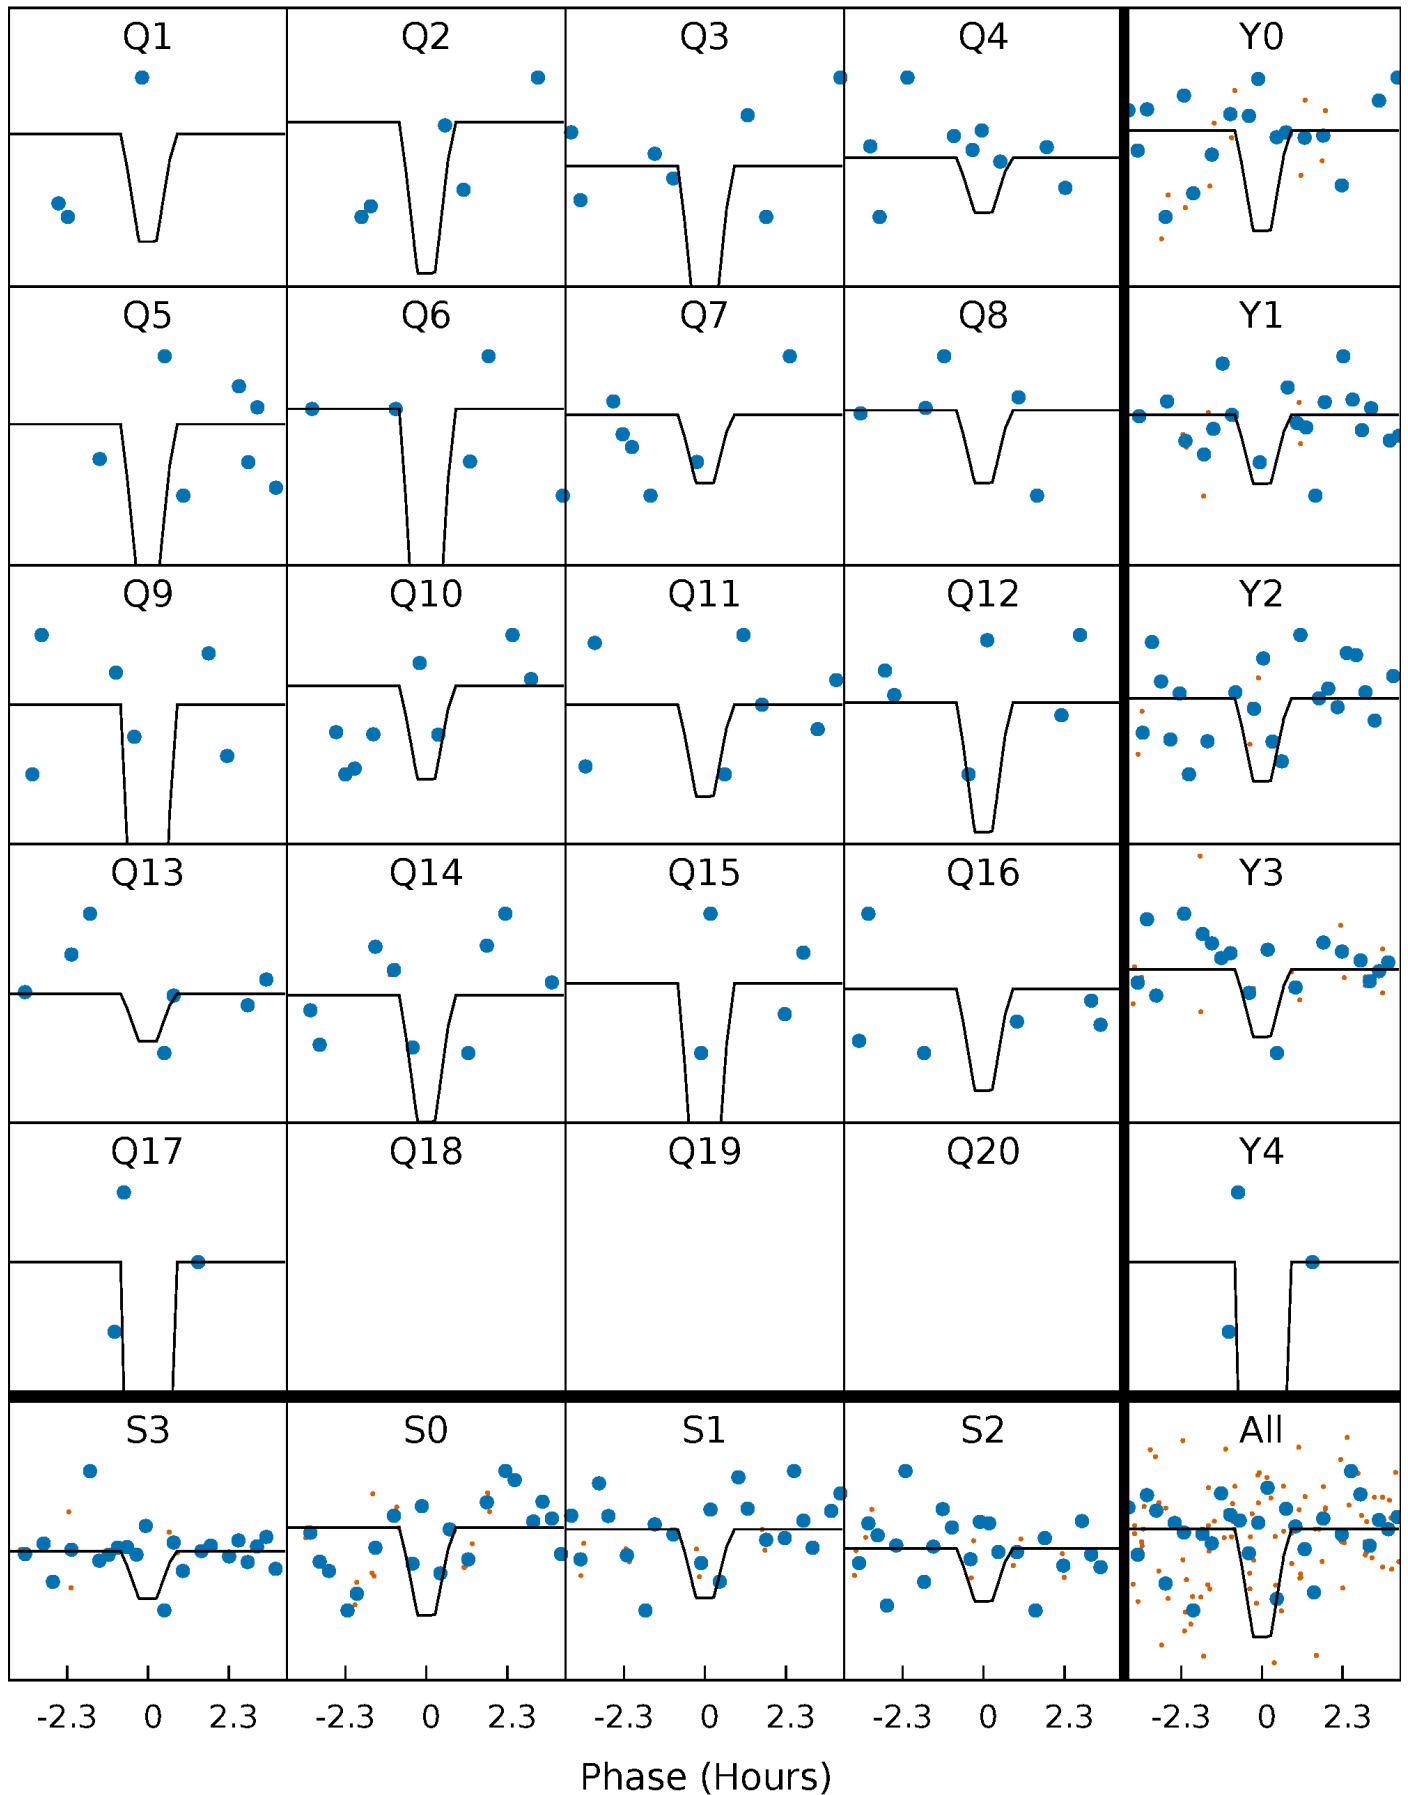 Q1 Q2 Q3 Q4 Y0
Q5 Q6 Q7 Q8 Y1
Q9 Q10 Q11 Q12 Y2
Q13 Q14 Q15 Q16 Y3
Q17 Q18 Q19 Q20 Y4
S3 S0 S1 S2 All
-2.3 0 2.3 -2.3 0 2.3 -2.3 0 2.3 -2.3 0 2.3 -2.3 0 2.3
Phase (Hours)